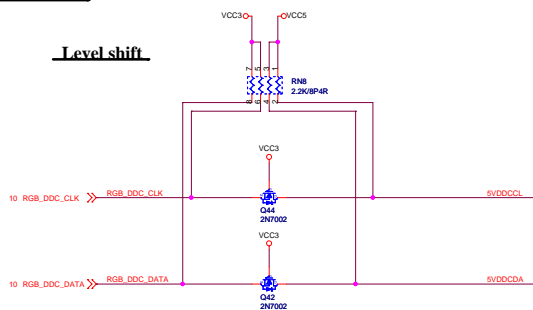 VCC3 VCC5
Level shift
7 5 3 1
RN8
2.2K/8P4R
8 6 4 2
VCC3
10 RGB_DDC_CLK RGB_DDC_CLK 5VDDCCL
Q44
2N7002
VCC3
10 RGB_DDC_DATA RGB_DDC_DATA 5VDDCDA
Q42
2N7002